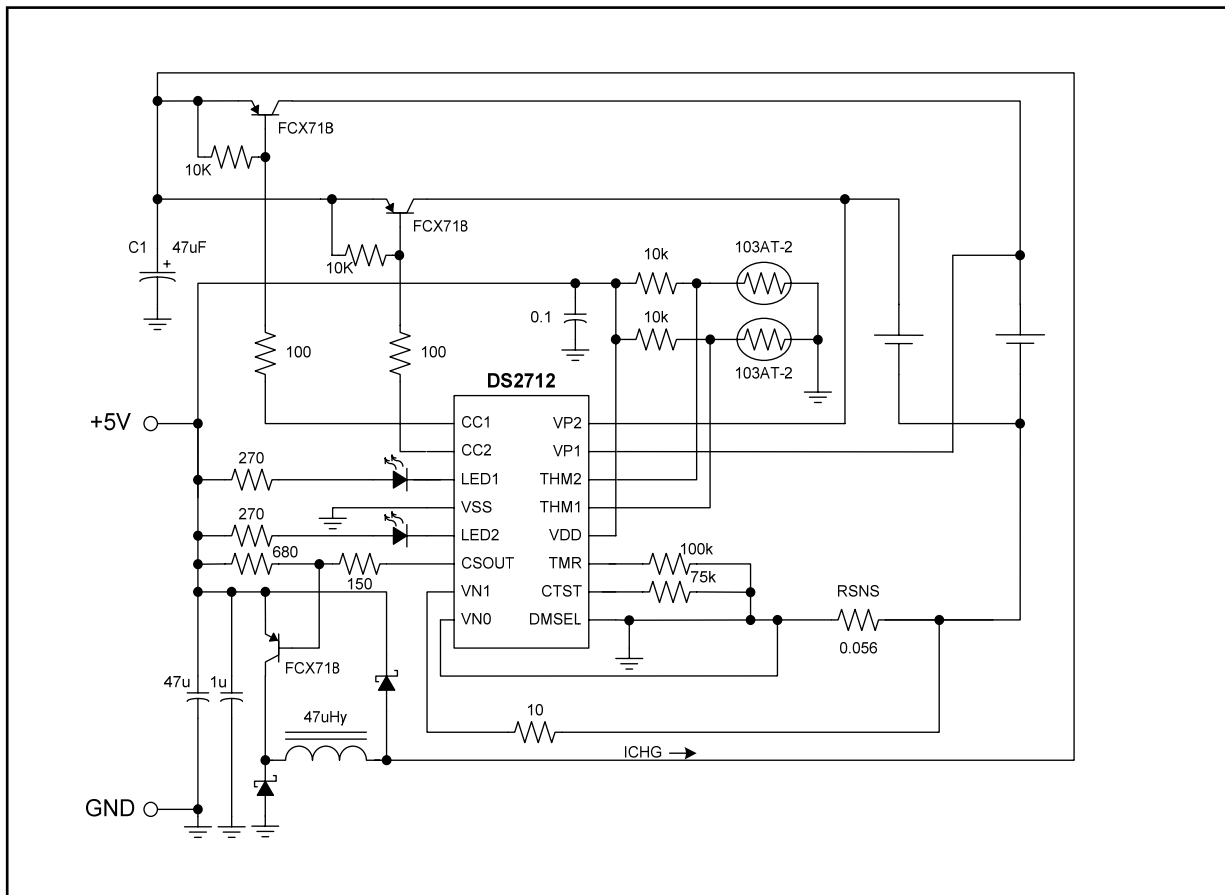 FCX718
10K
FCX718
C1 47uF
+
10K
10k
103AT-2
0.1
10k
103AT-2
100
100
DS2712
+5V
CC1
VP2
CC2
VP1
270
LED1
THM2
VSS
THM1
270
LED2
VDD
680
CSOUT
TMR
100k
150
VN1
CTST
75k
VN0
DMSEL
RSNS
0.056
FCX718
47u
1u
47uHy
10
ICHG
GND